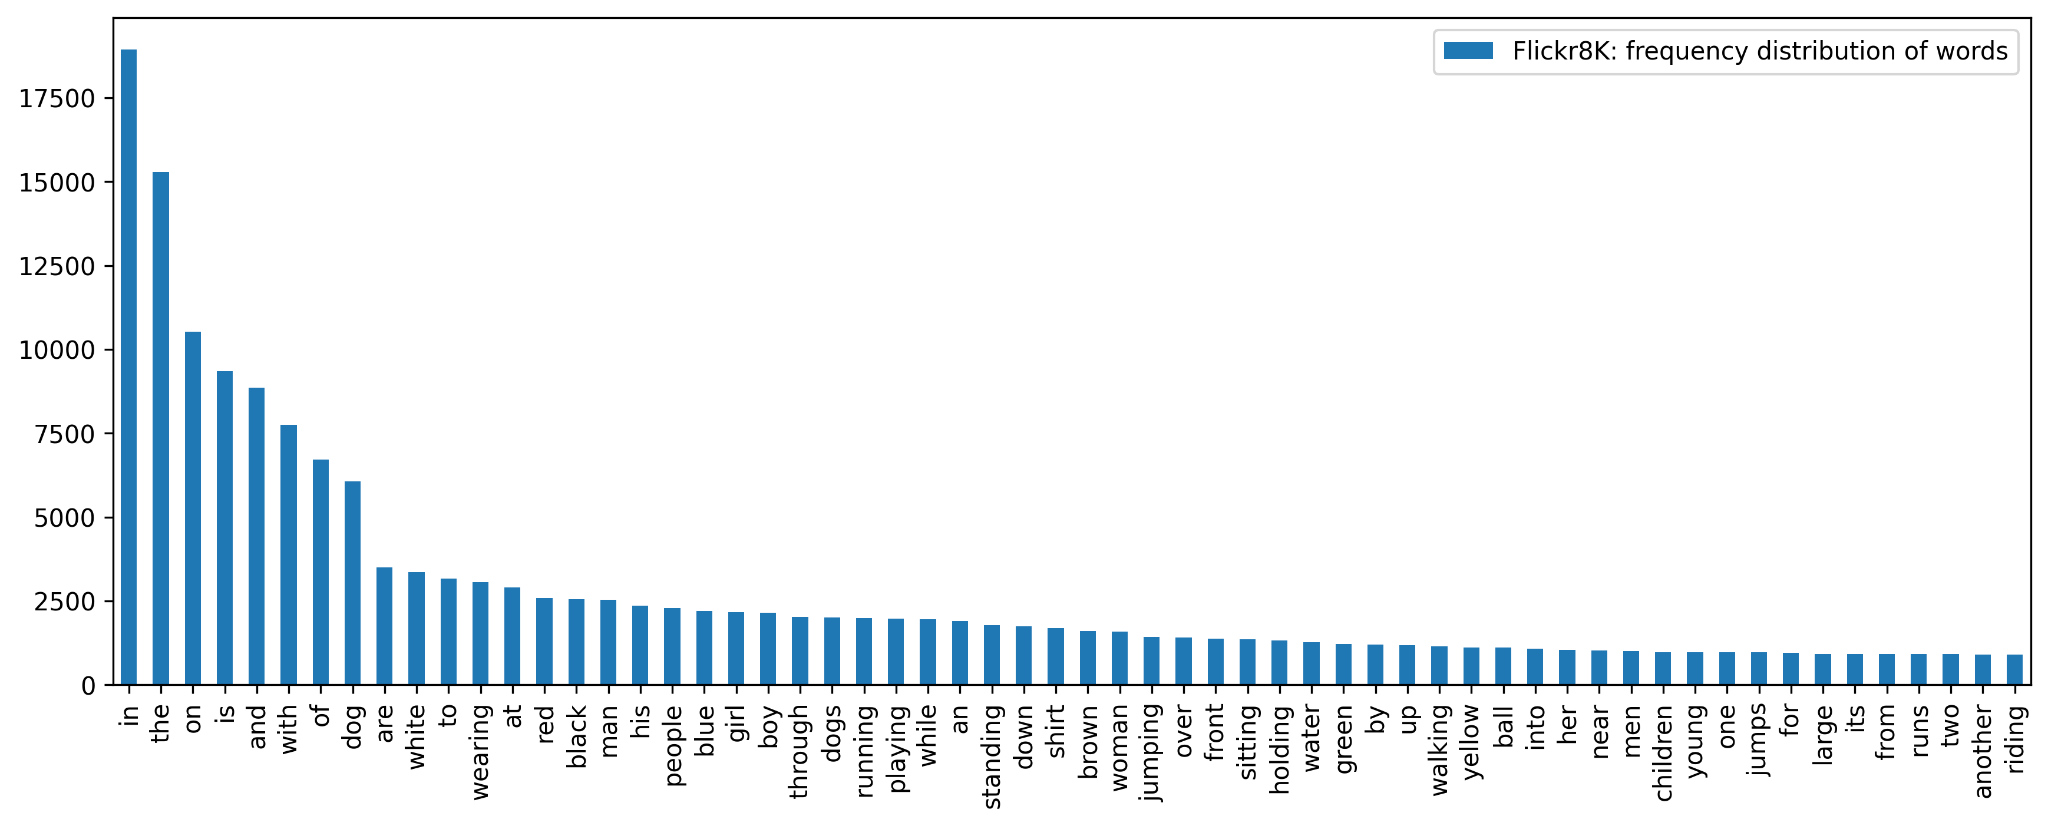 Flickr8K: frequency distribution of words
17500
15000
12500
10000
7500
5000
2500
0
in
the
on
is
and
with
of
dog
are
white
to
wearing
at
red
black
man
his
people
blue
girl
boy
through
dogs
running
playing
while
an
standing
down
shirt
brown
woman
jumping
over
front
sitting
holding
water
green
by
up
walking
yellow
ball
into
her
near
men
children
young
one
jumps
for
large
its
from
runs
two
another
riding